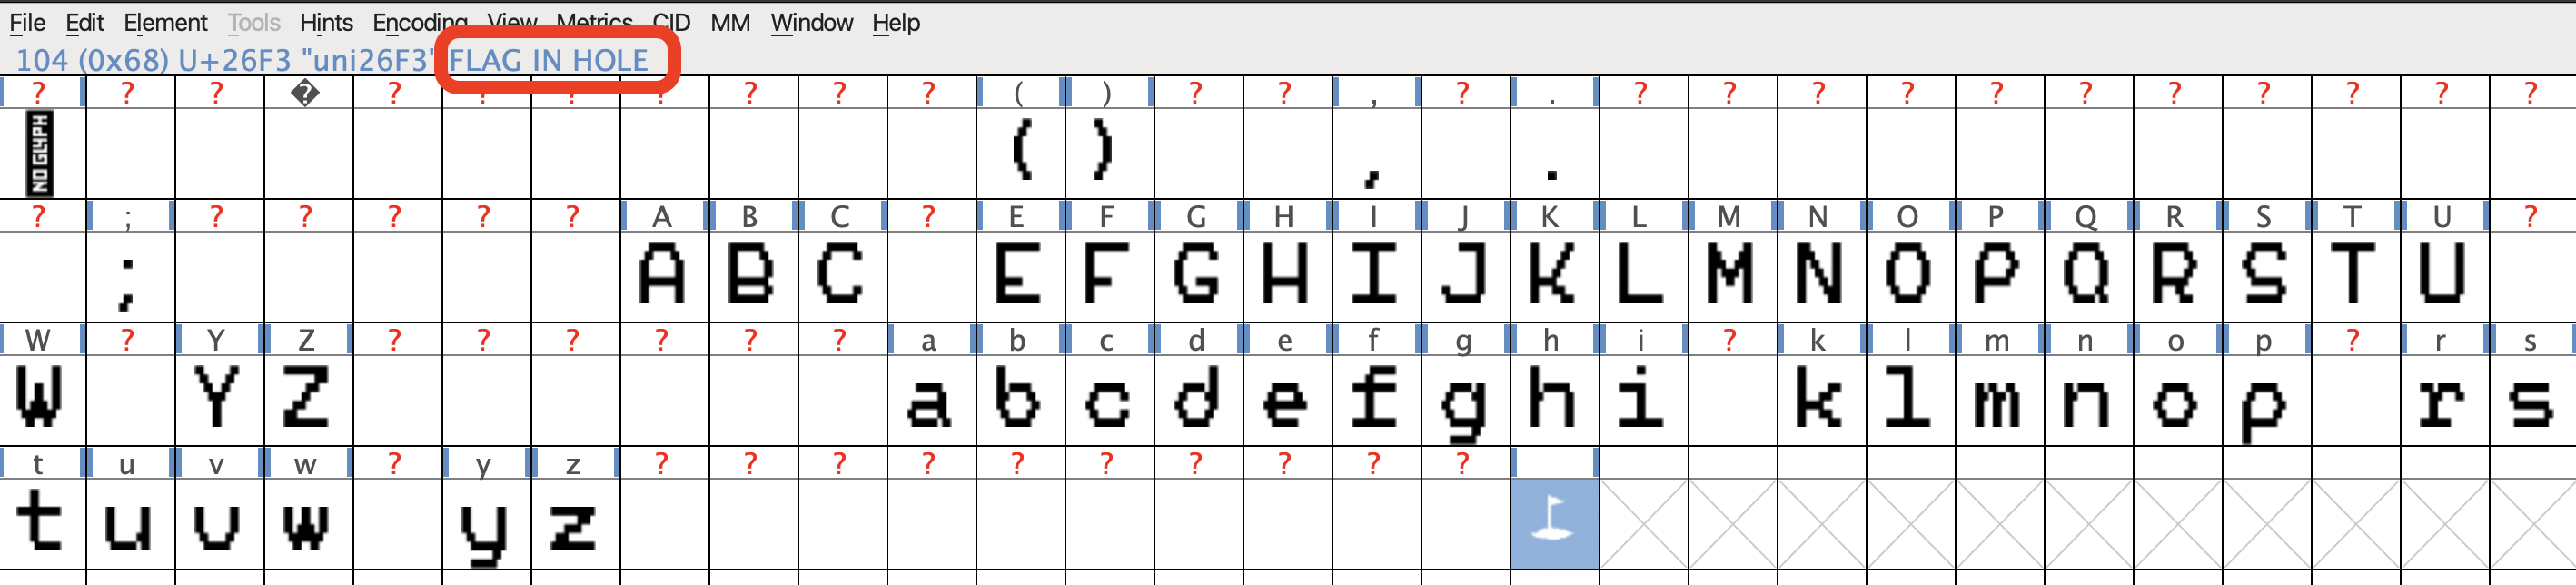 File Edit Element Tools Hints Encoding View Metrics CID MM Window Help
104 (0x68) U+26F3 "uni26F3" FLAG IN HOLE
? ? ? � ? ? ? ? ? ? ? ( ) ? ? , ? . ? ? ? ? ? ? ? ? ? ? ?
NO GLYPH ( ) , .
? ; ? ? ? ? ? A B C ? E F G H I J K L M N O P Q R S T U ?
; A B C E F G H I J K L M N O P Q R S T U
W ? Y Z ? ? ? ? ? ? a b c d e f g h i ? k l m n o p ? r s
W Y Z a b c d e f g h i k l m n o p r s
t u v w ? y z ? ? ? ? ? ? ? ? ? ?
t u v w y z ⛳